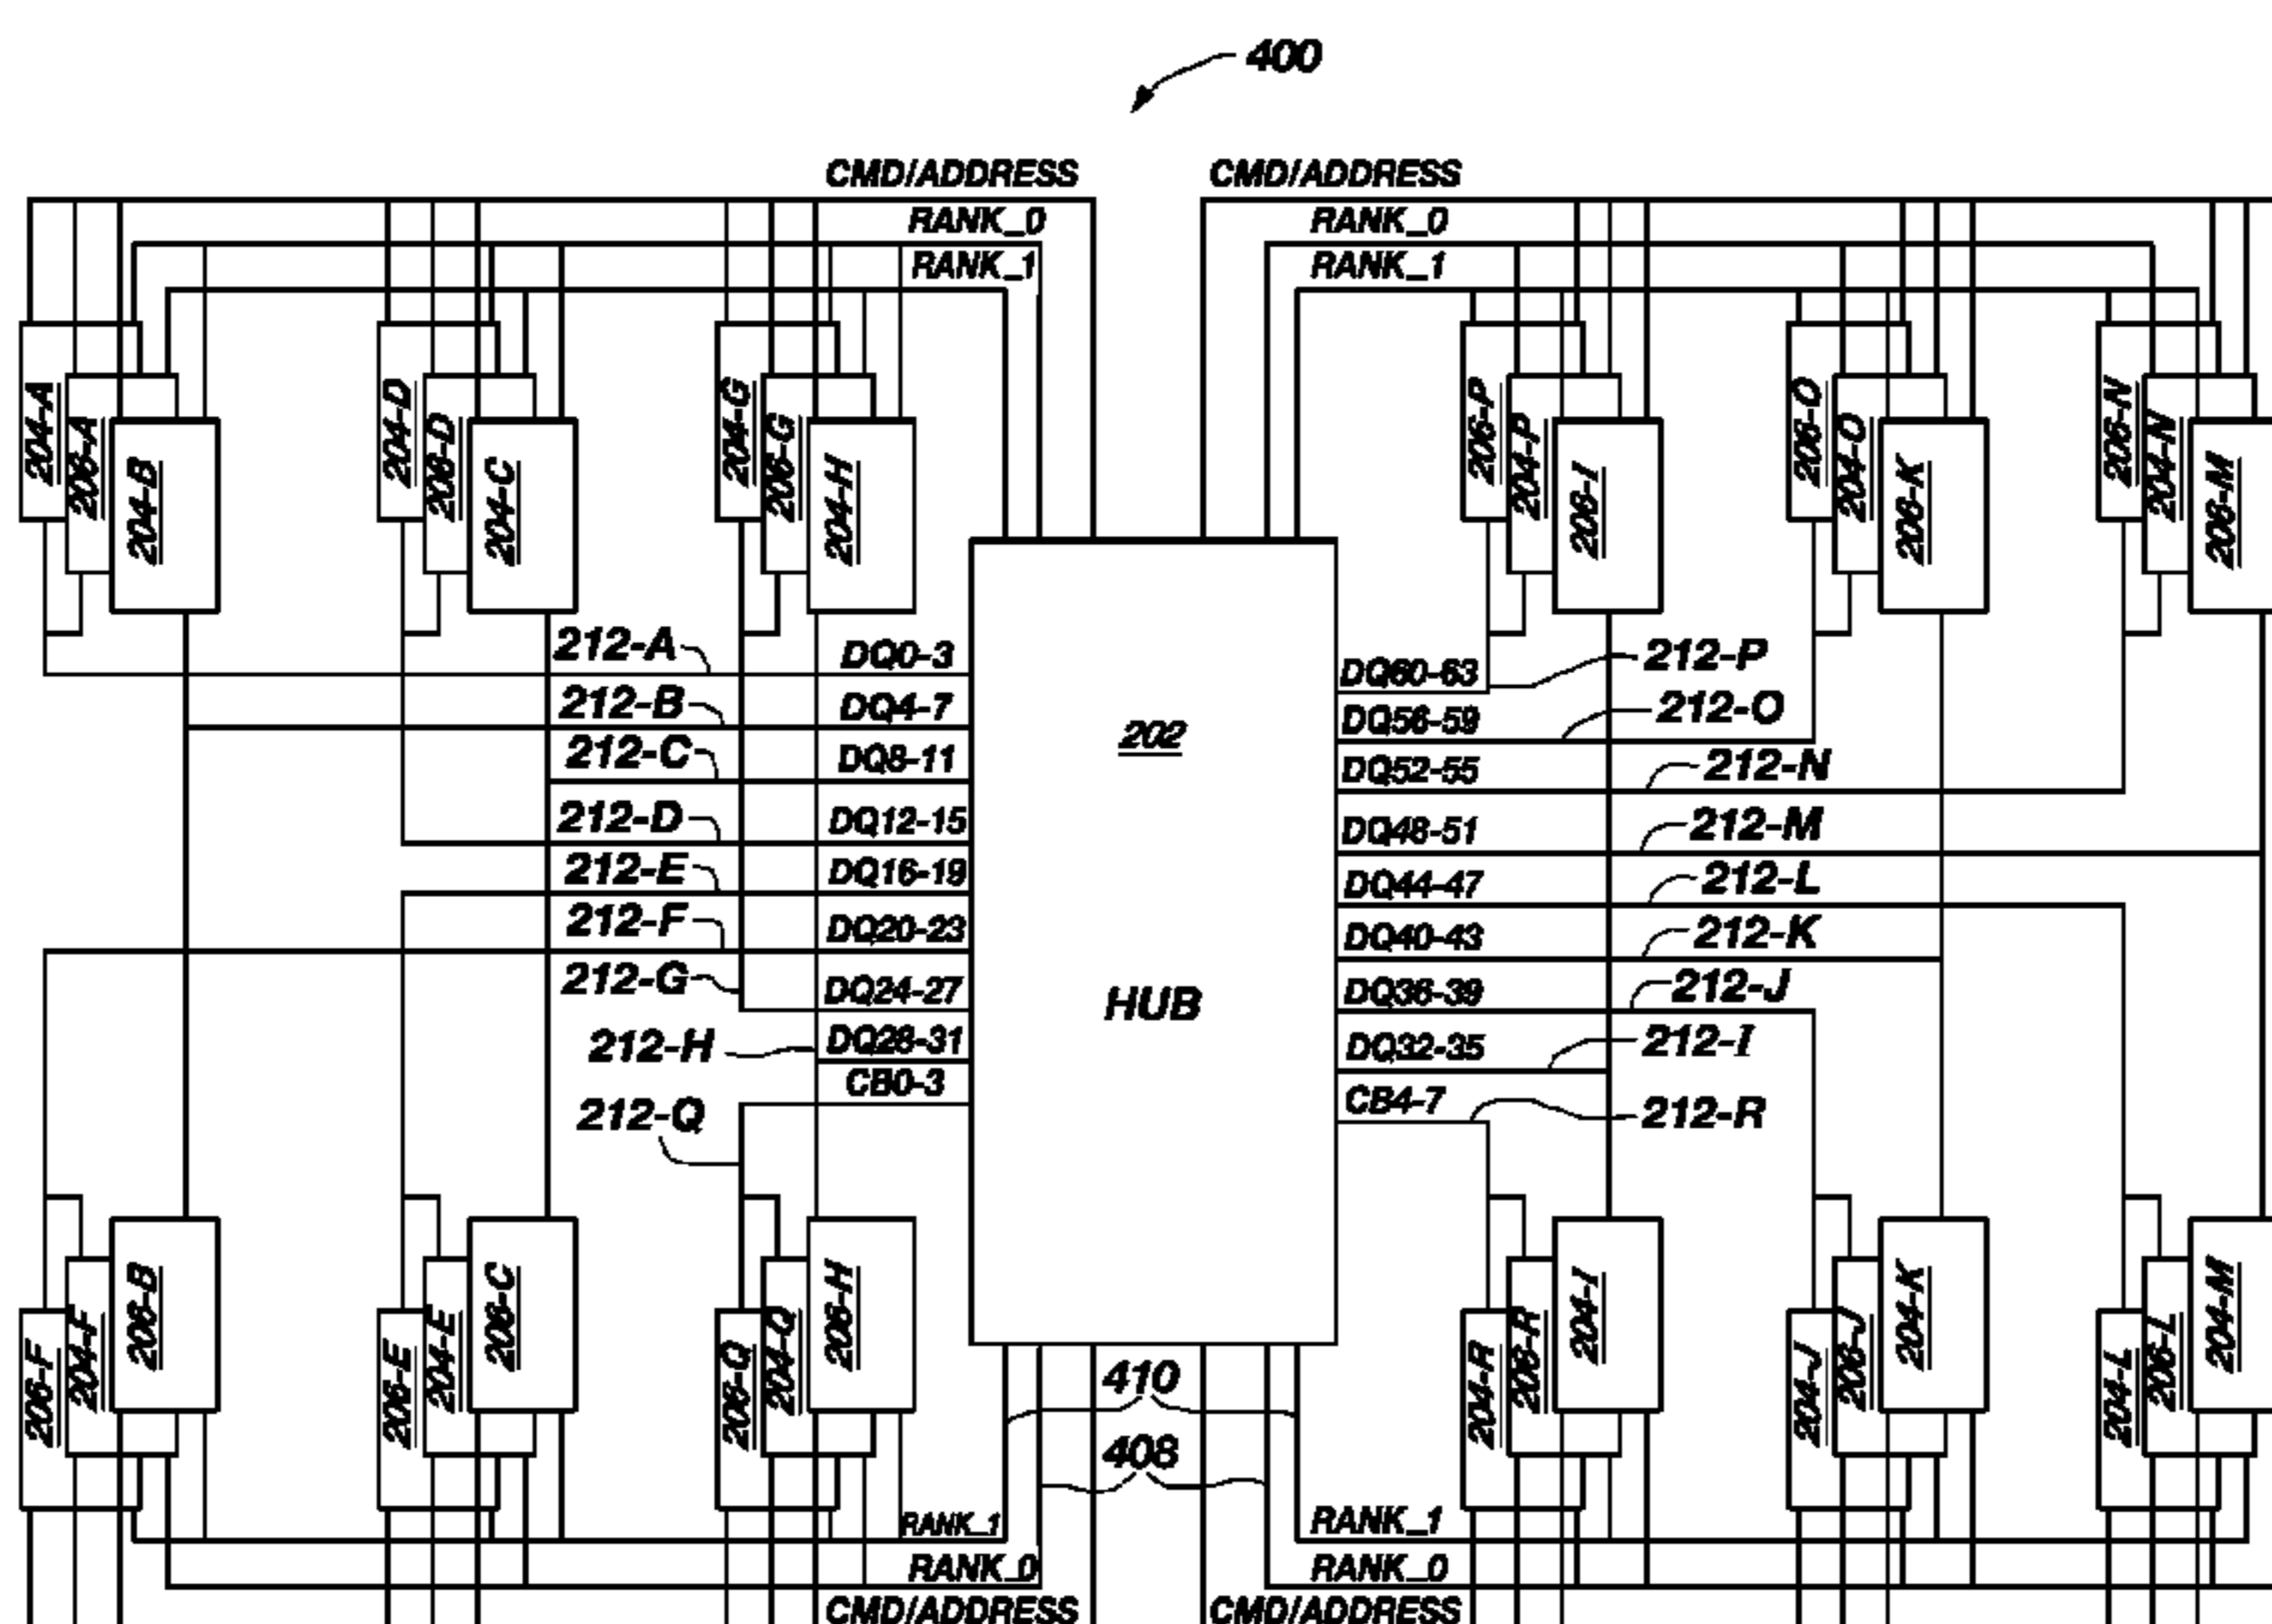 400
CMD/ADDRESS CMD/ADDRESS
RANK_0 RANK_0
RANK_1 RANK_1
204-A 206-A 204-B 204-D 206-D 204-C 204-G 206-G 204-H 206-P 204-P 206-I 206-O 204-O 206-K 206-N 204-N 206-M
212-A DQ0-3 DQ60-63 212-P
212-B DQ4-7 DQ56-59 212-O
202
212-C DQ8-11 DQ52-55 212-N
212-D DQ12-15 DQ48-51 212-M
212-E DQ16-19 DQ44-47 212-L
212-F DQ20-23 DQ40-43 212-K
212-G DQ24-27 DQ36-39 212-J
HUB
212-H DQ28-31 DQ32-35 212-I
CB0-3 CB4-7
212-Q 212-R
206-F 204-F 206-B 206-E 204-E 206-C 206-Q 204-Q 206-H 204-R 206-R 204-I 204-J 206-J 204-K 204-L 206-L 204-M
410
408
RANK_1 RANK_1
RANK_0 RANK_0
CMD/ADDRESS CMD/ADDRESS